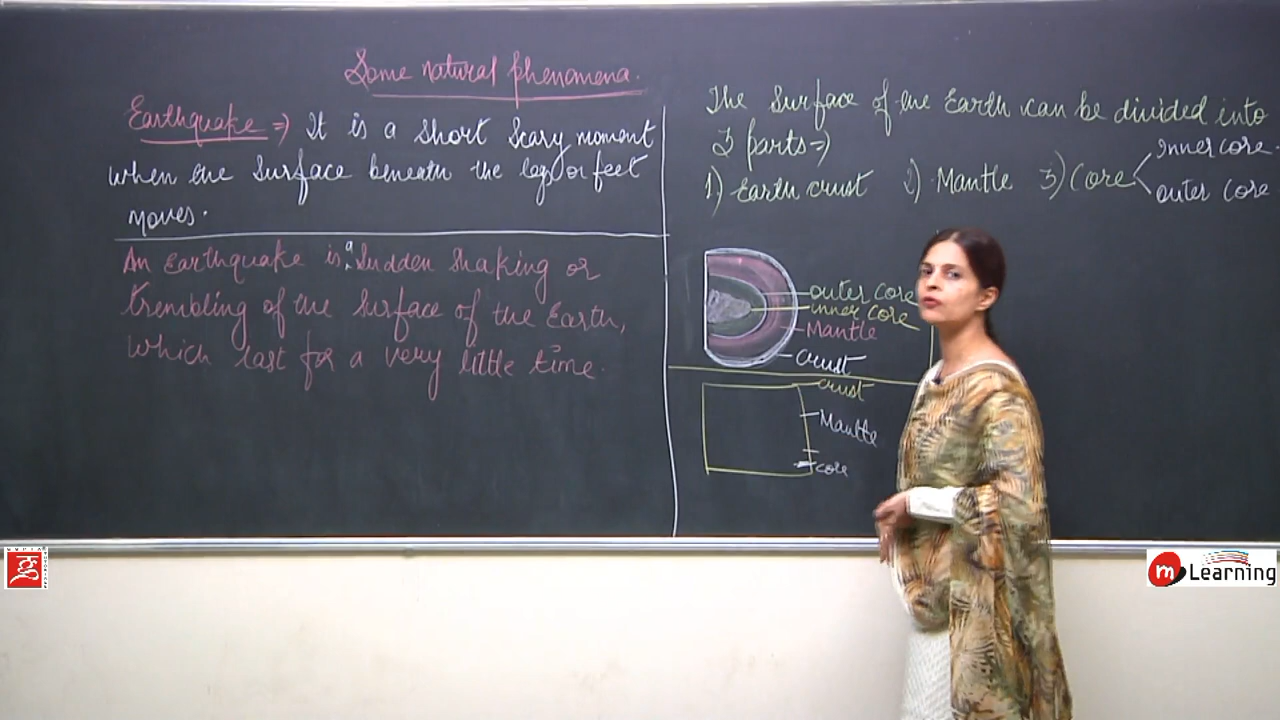 Some natural phenomena.
Earthquake ⇒ It is a short scary moment
when the surface beneath the legs or feet
moves.
An Earthquake is a sudden shaking or
trembling of the surface of the Earth,
which last for a very little time.
The surface of the Earth can be divided into
3 parts ⇒
1) Earth crust 2) Mantle 3) Core
inner core.
outer core
outer core
inner core
Mantle
crust
crust
Mantle
core
GUPTA TUTORIALS
m Learning